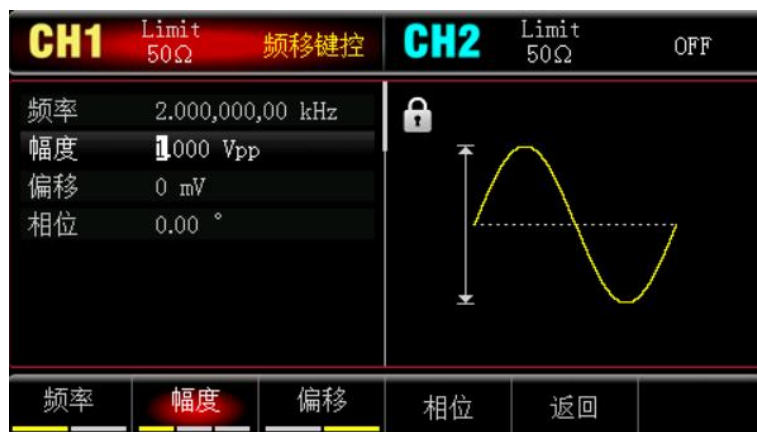 CH1 Limit 50Ω 频移键控 CH2 Limit 50Ω OFF
频率 2.000,000,00 kHz
幅度 1.000 Vpp
偏移 0 mV
相位 0.00 °
频率 幅度 偏移 相位 返回